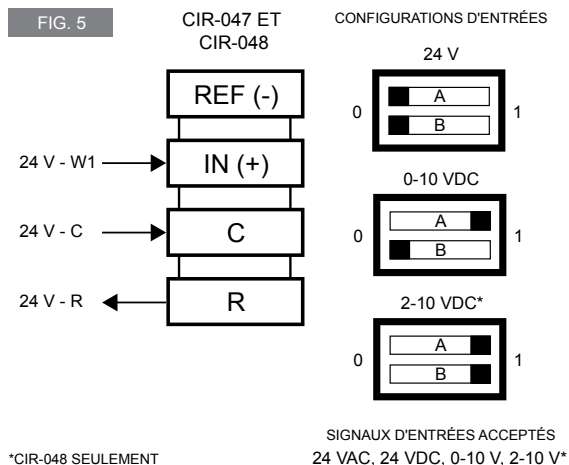 FIG. 5
CIR-047 ET
CIR-048
REF (-)
24 V - W1
IN (+)
24 V - C
C
24 V - R
R
*CIR-048 SEULEMENT
CONFIGURATIONS D'ENTRÉES
24 V
0
A
B
1
0-10 VDC
0
A
B
1
2-10 VDC*
0
A
B
1
SIGNAUX D'ENTRÉES ACCEPTÉS
24 VAC, 24 VDC, 0-10 V, 2-10 V*